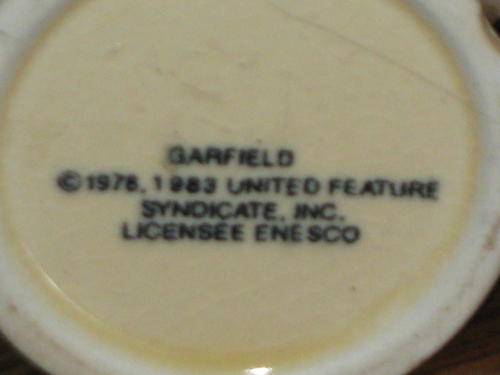 GARFIELD
©1978, 1983 UNITED FEATURE
SYNDICATE, INC.
LICENSEE ENESCO